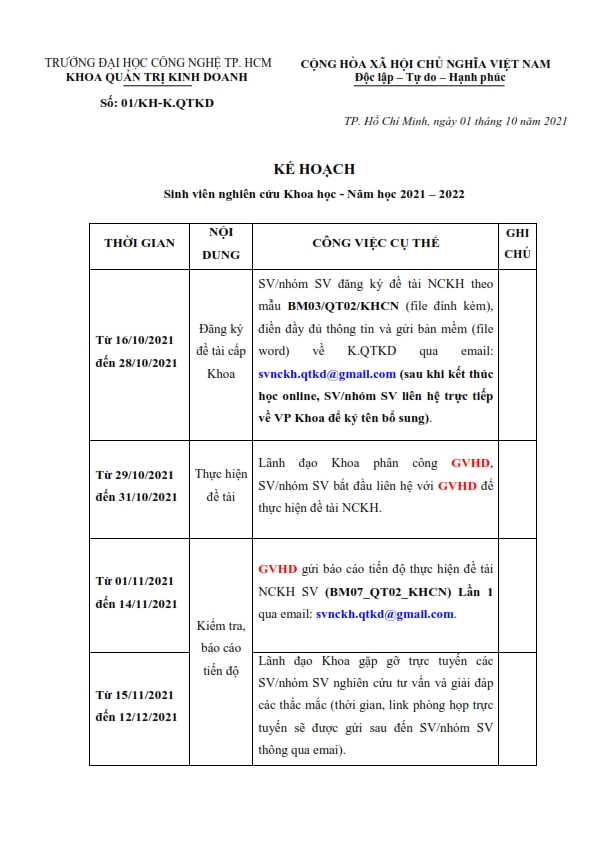 TRƯỜNG ĐẠI HỌC CÔNG NGHỆ TP. HCM
KHOA QUẢN TRỊ KINH DOANH
Số: 01/KH-K.QTKD
CỘNG HÒA XÃ HỘI CHỦ NGHĨA VIỆT NAM
Độc lập – Tự do – Hạnh phúc
TP. Hồ Chí Minh, ngày 01 tháng 10 năm 2021
KẾ HOẠCH
Sinh viên nghiên cứu Khoa học - Năm học 2021 – 2022
THỜI GIAN
NỘI
DUNG
CÔNG VIỆC CỤ THỂ
GHI
CHÚ
Từ 16/10/2021
đến 28/10/2021
Đăng ký
đề tài cấp
Khoa
SV/nhóm SV đăng ký đề tài NCKH theo
mẫu BM03/QT02/KHCN (file đính kèm),
điền đầy đủ thông tin và gửi bản mềm (file
word) về K.QTKD qua email:
svnckh.qtkd@gmail.com (sau khi kết thúc
học online, SV/nhóm SV liên hệ trực tiếp
về VP Khoa để ký tên bổ sung).
Từ 29/10/2021
đến 31/10/2021
Thực hiện
đề tài
Lãnh đạo Khoa phân công GVHD,
SV/nhóm SV bắt đầu liên hệ với GVHD để
thực hiện đề tài NCKH.
Từ 01/11/2021
đến 14/11/2021
Kiểm tra,
báo cáo
tiến độ
GVHD gửi báo cáo tiến độ thực hiện đề tài
NCKH SV (BM07_QT02_KHCN) Lần 1
qua email: svnckh.qtkd@gmail.com.
Từ 15/11/2021
đến 12/12/2021
Lãnh đạo Khoa gặp gỡ trực tuyến các
SV/nhóm SV nghiên cứu tư vấn và giải đáp
các thắc mắc (thời gian, link phòng họp trực
tuyến sẽ được gửi sau đến SV/nhóm SV
thông qua emai).